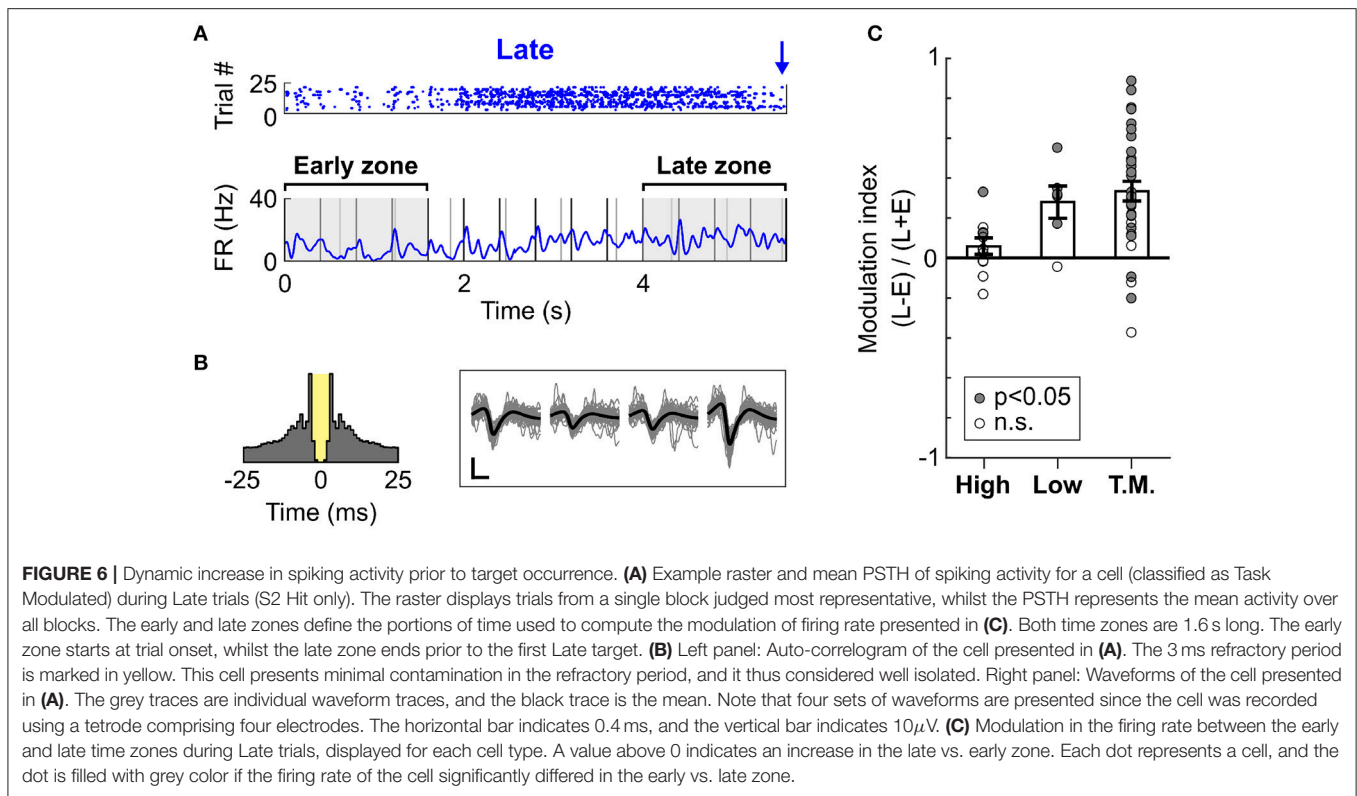 A
Late
Trial #
25
0
Early zone
Late zone
FR (Hz)
40
0
0
2
4
Time (s)
B
-25
0
25
Time (ms)
C
Modulation index
(L-E) / (L+E)
1
0
-1
p<0.05
n.s.
High
Low
T.M.
FIGURE 6 | Dynamic increase in spiking activity prior to target occurrence. (A) Example raster and mean PSTH of spiking activity for a cell (classified as Task
Modulated) during Late trials (S2 Hit only). The raster displays trials from a single block judged most representative, whilst the PSTH represents the mean activity over
all blocks. The early and late zones define the portions of time used to compute the modulation of firing rate presented in (C). Both time zones are 1.6 s long. The early
zone starts at trial onset, whilst the late zone ends prior to the first Late target. (B) Left panel: Auto-correlogram of the cell presented in (A). The 3 ms refractory period
is marked in yellow. This cell presents minimal contamination in the refractory period, and it thus considered well isolated. Right panel: Waveforms of the cell presented
in (A). The grey traces are individual waveform traces, and the black trace is the mean. Note that four sets of waveforms are presented since the cell was recorded
using a tetrode comprising four electrodes. The horizontal bar indicates 0.4 ms, and the vertical bar indicates 10μV. (C) Modulation in the firing rate between the early
and late time zones during Late trials, displayed for each cell type. A value above 0 indicates an increase in the late vs. early zone. Each dot represents a cell, and the
dot is filled with grey color if the firing rate of the cell significantly differed in the early vs. late zone.